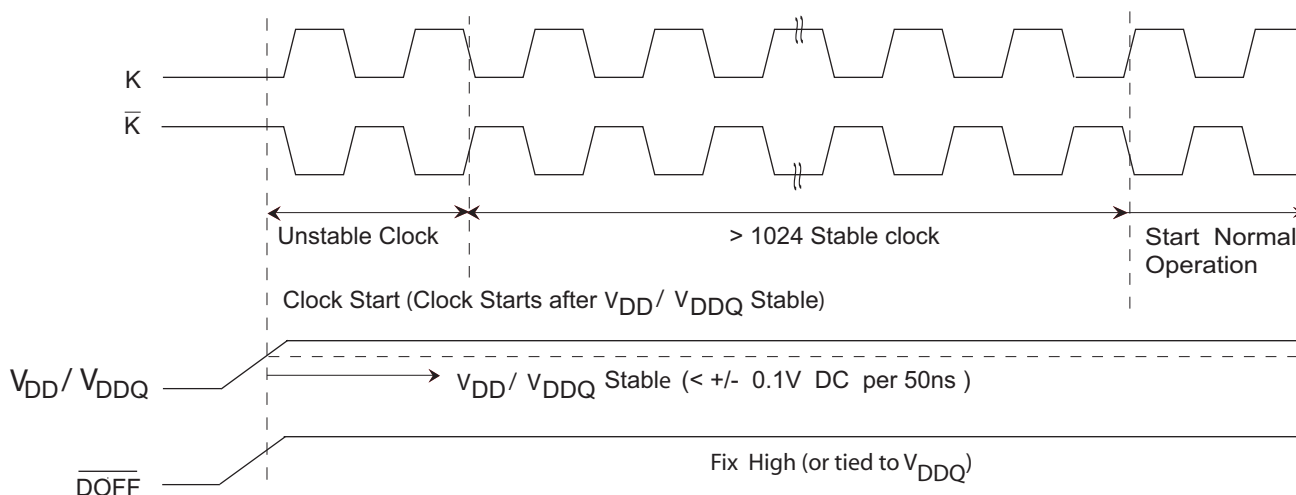 K
K̅
Unstable Clock
> 1024 Stable clock
Start Normal
Operation
Clock Start (Clock Starts after VDD / VDDQ Stable)
VDD / VDDQ
VDD / VDDQ Stable (< +/- 0.1V DC per 50ns )
Fix High (or tied to VDDQ)
DOFF